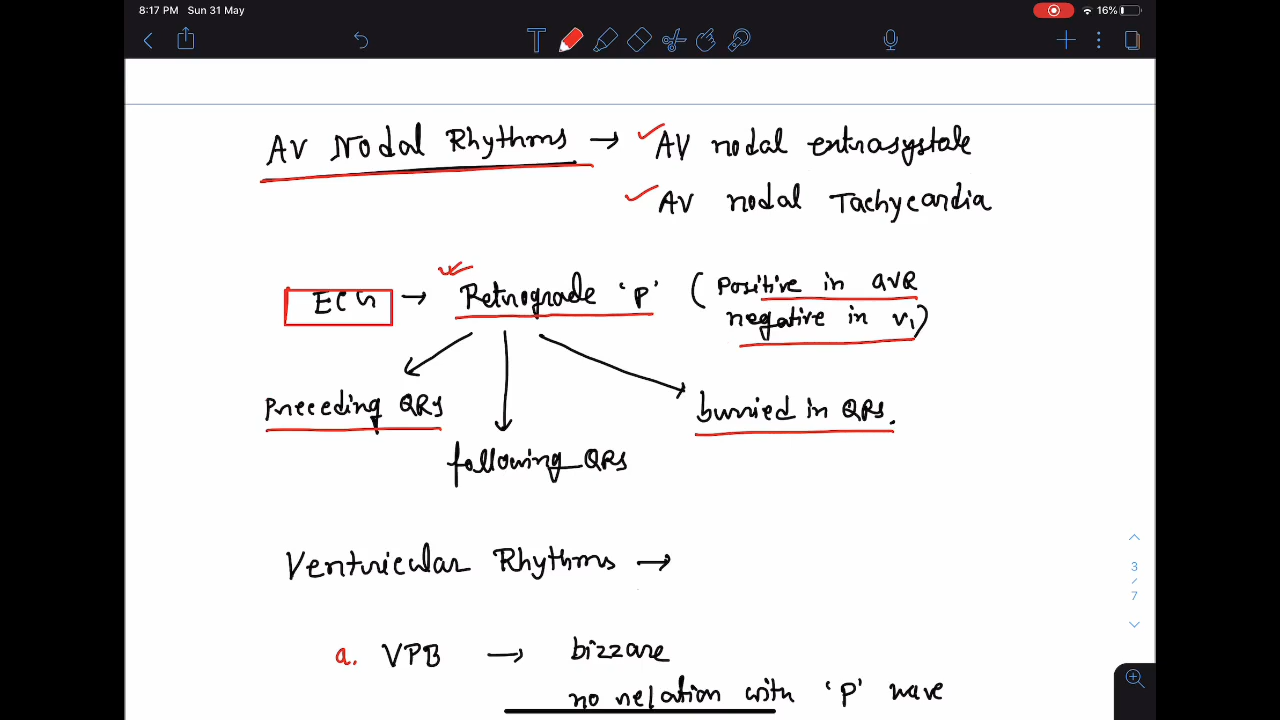 8:17 PM Sun 31 May 16%
AV Nodal Rhythms → AV nodal extrasystole
AV nodal Tachycardia
ECG → Retrograde 'p' (Positive in aVR
negative in V1)
Preceding QRS
burried in QRS.
following QRS
Ventricular Rhythms →
3
/
7
a. VPB → bizzare
no relation with 'p' wave